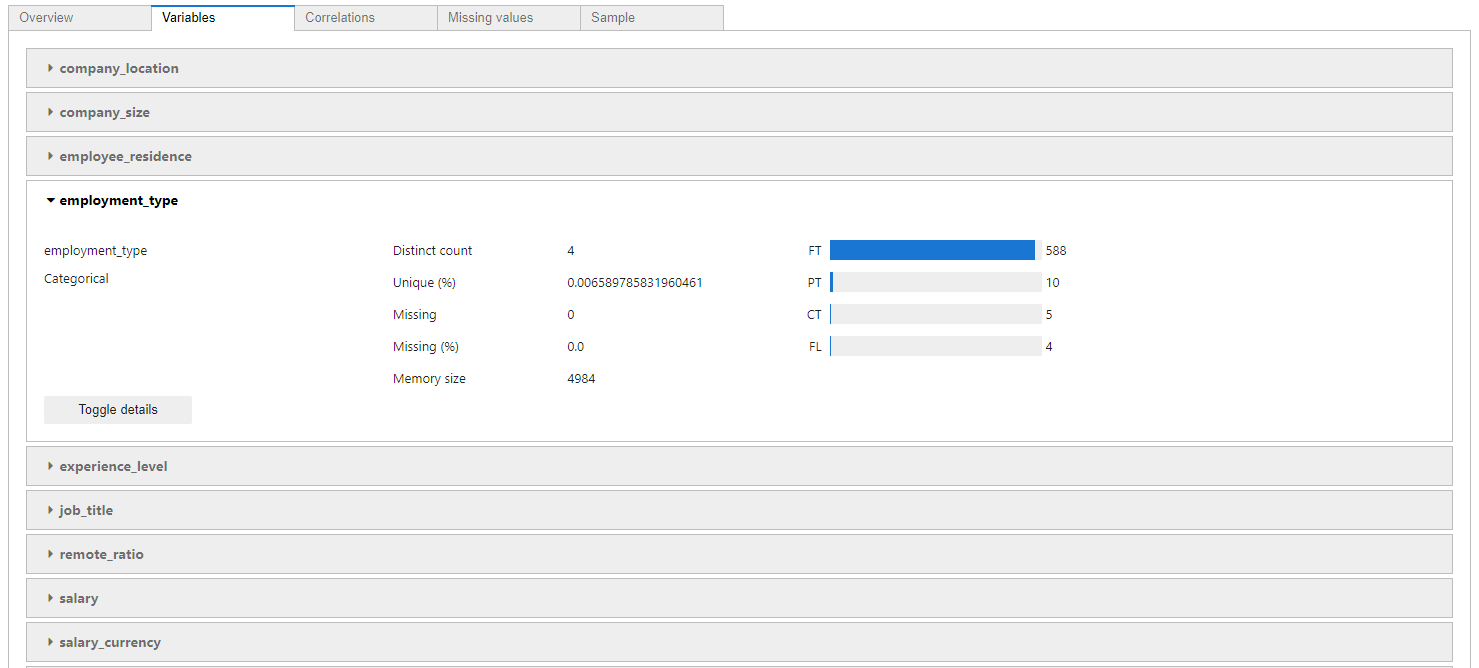 Overview Variables Correlations Missing values Sample
company_location
company_size
employee_residence
employment_type
employment_type Distinct count 4 FT 588
Categorical Unique (%) 0.006589785831960461 PT 10
Missing 0 CT 5
Missing (%) 0.0 FL 4
Memory size 4984
Toggle details
experience_level
job_title
remote_ratio
salary
salary_currency